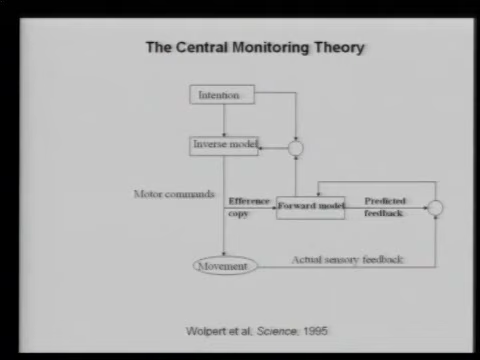 The Central Monitoring Theory
Intention
Inverse model
Motor commands
Efference
copy
Forward model
Predicted
feedback
Movement
Actual sensory feedback
Wolpert et al, Science, 1995